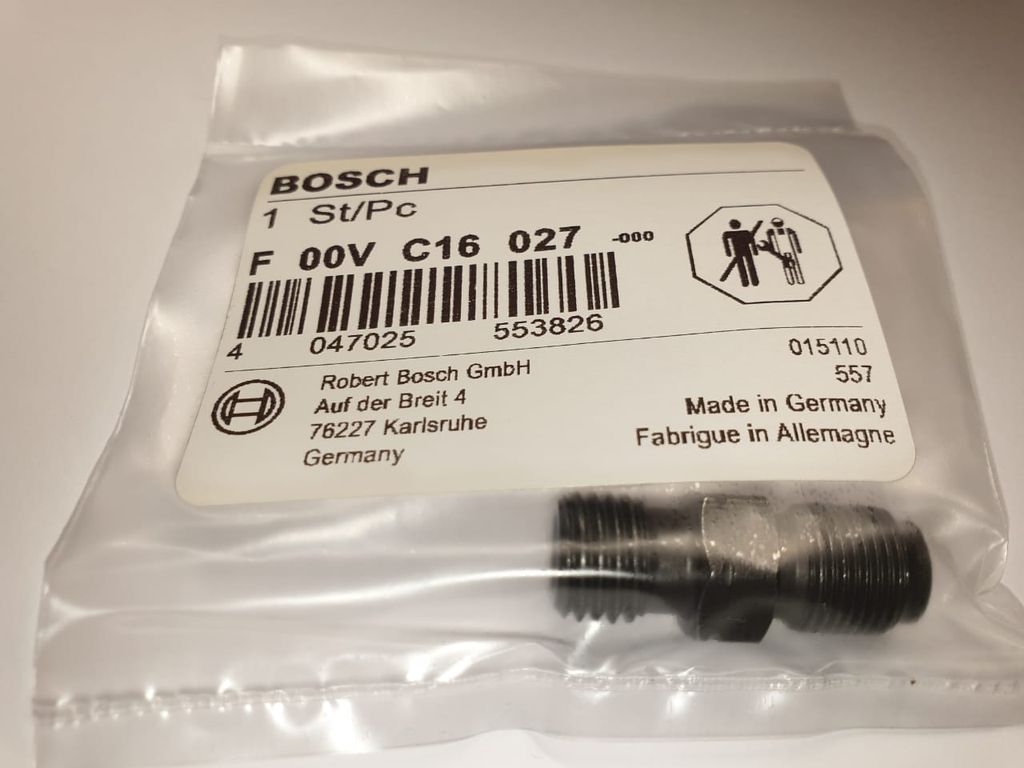 BOSCH
1 St/Pc
F 00V C16 027 -000
4 047025 553826
Robert Bosch GmbH
Auf der Breit 4
76227 Karlsruhe
Germany
015110
557
Made in Germany
Fabrigue in Allemagne